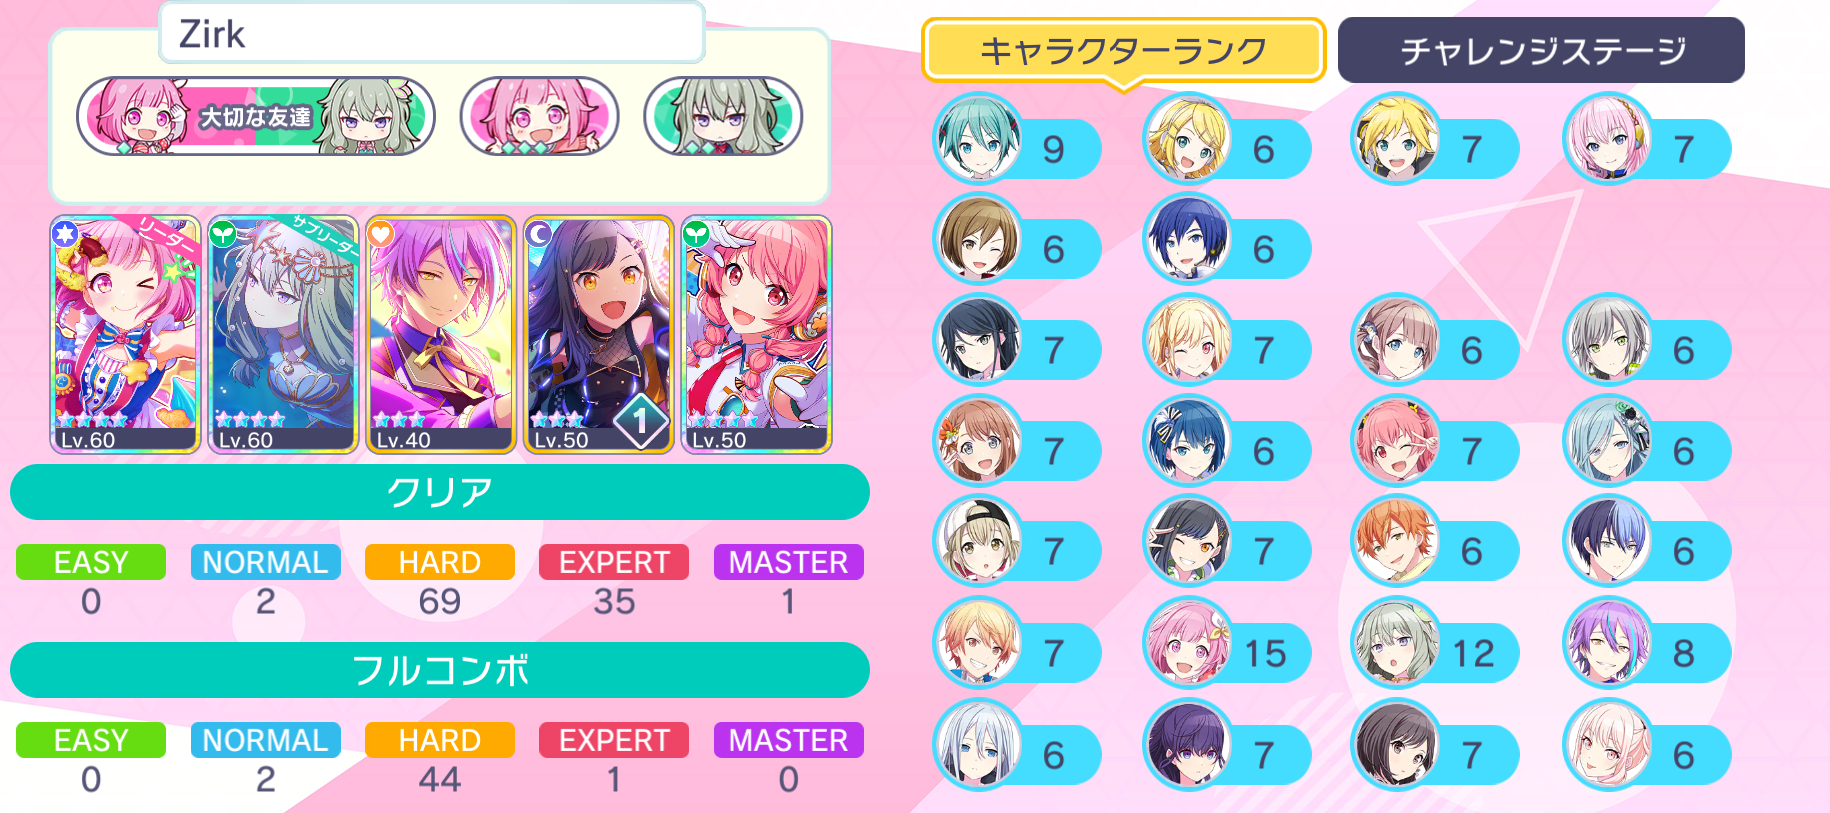 Zirk
大切な友達
キャラクターランク
チャレンジステージ
リーダー
サブリーダー
Lv.60
Lv.60
Lv.40
Lv.50
1
Lv.50
クリア
EASY NORMAL HARD EXPERT MASTER
0 2 69 35 1
フルコンボ
EASY NORMAL HARD EXPERT MASTER
0 2 44 1 0
9 6 7 7
6 6
7 7 6 6
7 6 7 6
7 7 6 6
7 15 12 8
6 7 7 6